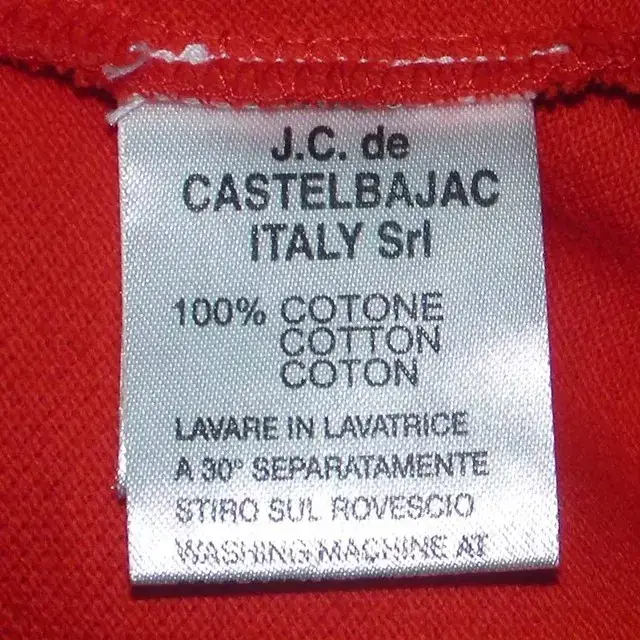 J.C. de
CASTELBAJAC
ITALY Srl
100% COTONE
COTTON
COTON
LAVARE IN LAVATRICE
A 30° SEPARATAMENTE
STIRO SUL ROVESCIO
WASHING MACHINE AT